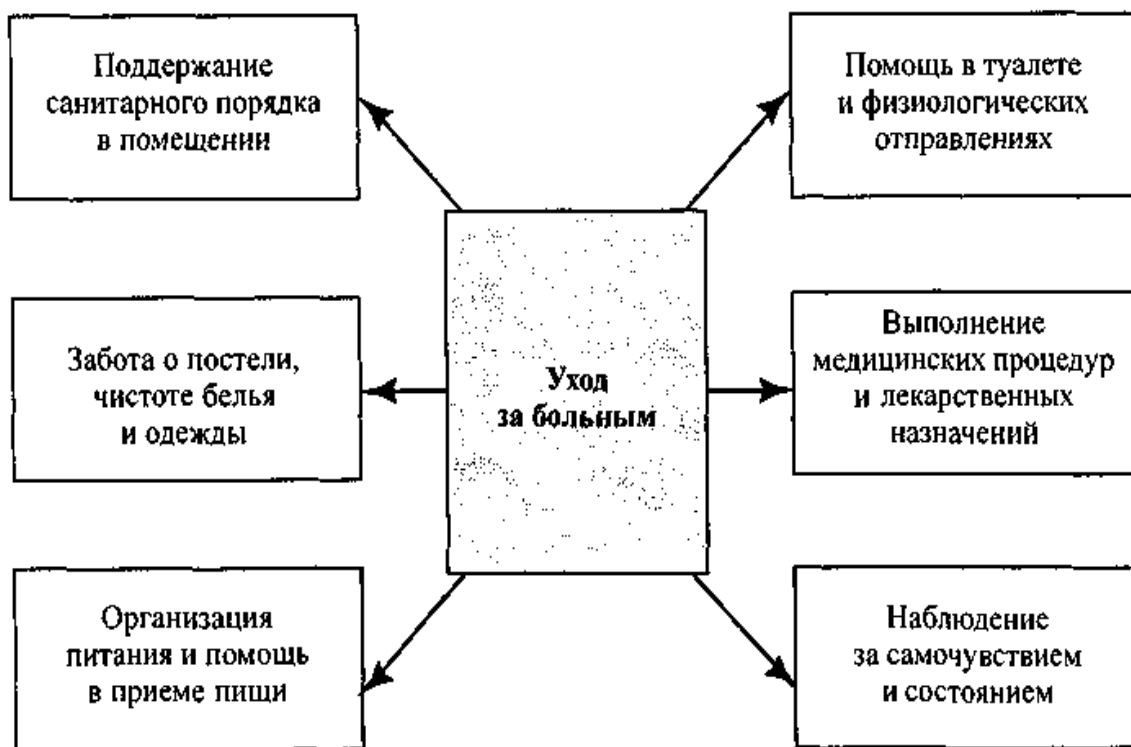 Поддержание
санитарного порядка
в помещении
Помощь в туалете
и физиологических
отправлениях
Забота о постели,
чистоте белья
и одежды
Уход
за больным
Выполнение
медицинских процедур
и лекарственных
назначений
Организация
питания и помощь
в приеме пищи
Наблюдение
за самочувствием
и состоянием